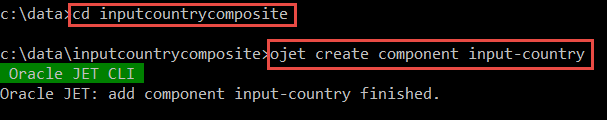 c:\data>cd inputcountrycomposite
c:\data\inputcountrycomposite>ojet create component input-country
Oracle JET CLI
Oracle JET: add component input-country finished.